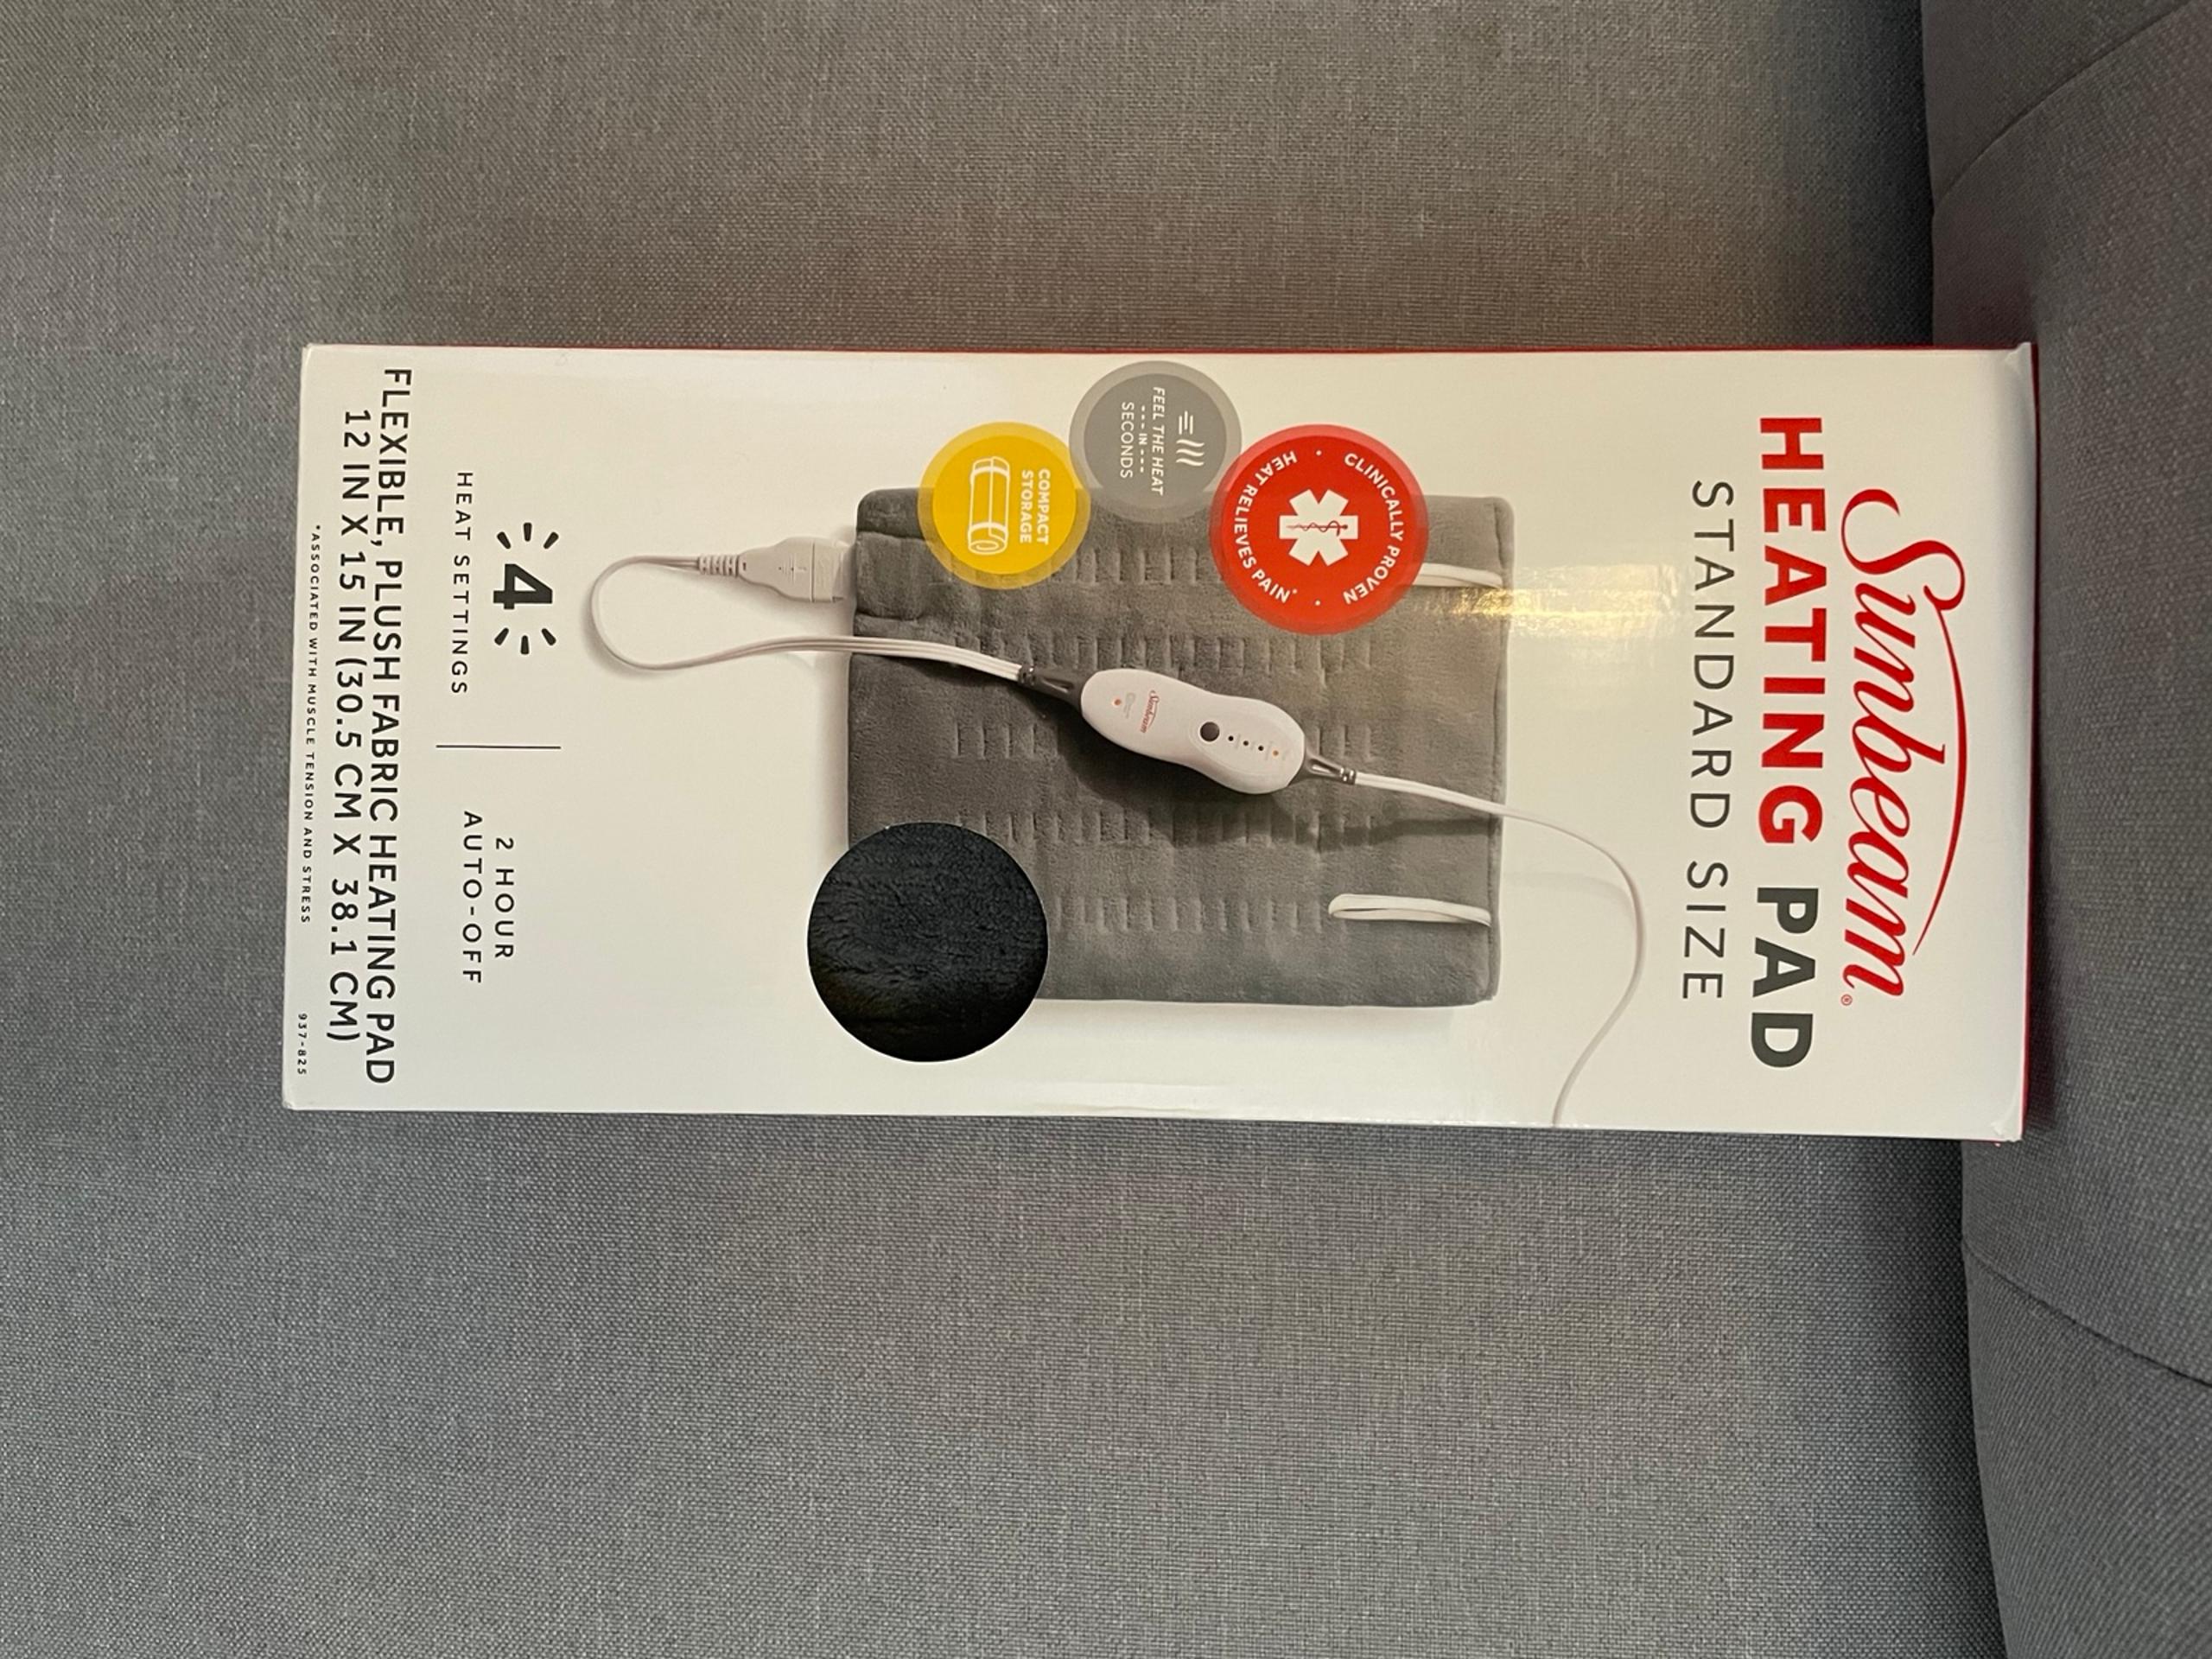 Sunbeam®
HEATING PAD
STANDARD SIZE
CLINICALLY PROVEN
HEAT RELIEVES PAIN*
FEEL THE HEAT
IN
SECONDS
COMPACT
STORAGE
Sunbeam
4
HEAT SETTINGS
2 HOUR
AUTO-OFF
FLEXIBLE, PLUSH FABRIC HEATING PAD
12 IN X 15 IN (30.5 CM X 38.1 CM)
*ASSOCIATED WITH MUSCLE TENSION AND STRESS
937-825